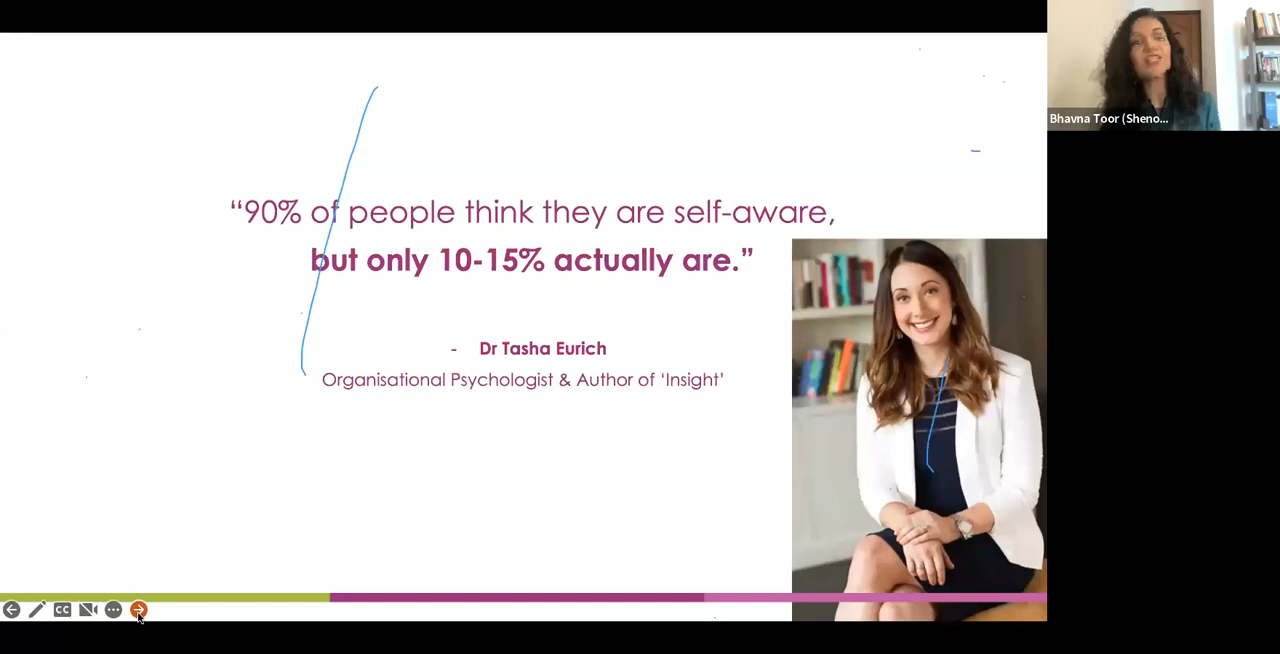 “90% of people think they are self-aware,
but only 10-15% actually are.”
- Dr Tasha Eurich
Organisational Psychologist & Author of ‘Insight’
Bhavna Toor (Sheno...
CC